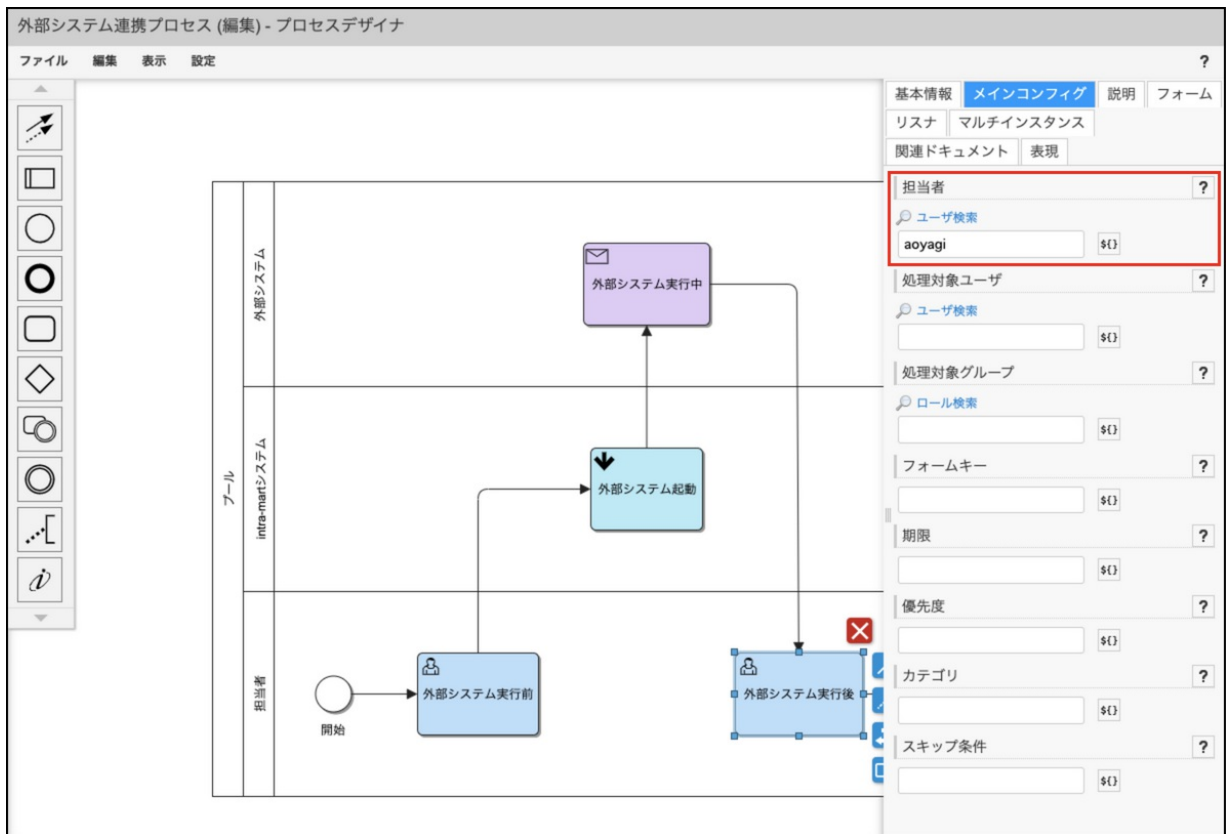 外部システム連携プロセス (編集) - プロセスデザイナ
ファイル 編集 表示 設定 ?
基本情報 メインコンフィグ 説明 フォーム
リスナ マルチインスタンス
関連ドキュメント 表現
担当者 ?
ユーザ検索
aoyagi ${}
処理対象ユーザ ?
ユーザ検索
${}
処理対象グループ ?
ロール検索
${}
フォームキー ?
${}
期限 ?
${}
優先度 ?
${}
カテゴリ ?
${}
スキップ条件 ?
${}
プール
外部システム
外部システム実行中
intra-martシステム
外部システム起動
担当者
開始
外部システム実行前
外部システム実行後